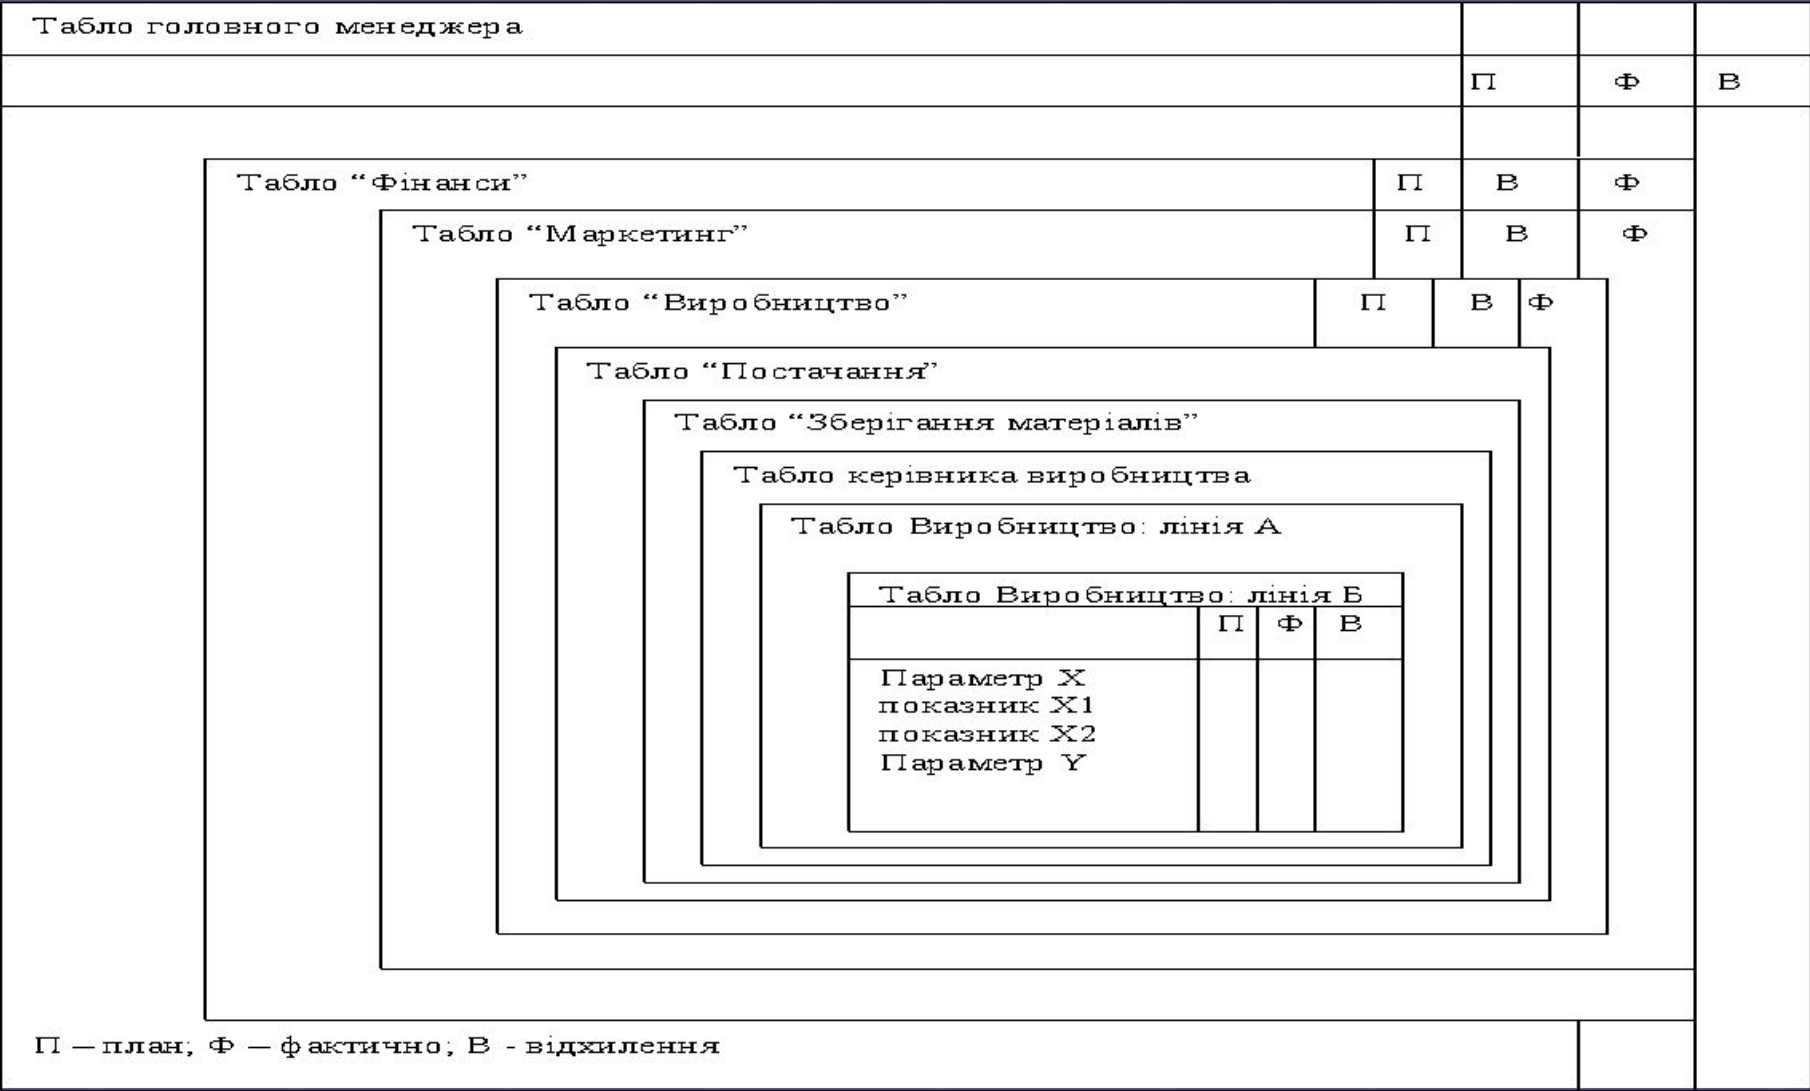 Табло головного менеджера
П Ф В
Табло “Фінанси” П В Ф
Табло “Маркетинг” П В Ф
Табло “Виробництво” П В Ф
Табло “Постачання”
Табло “Зберігання матеріалів”
Табло керівника виробництва
Табло Виробництво: лінія А
Табло Виробництво: лінія Б
П Ф В
Параметр X
показник X1
показник X2
Параметр Y
П – план; Ф – фактично; В - відхилення